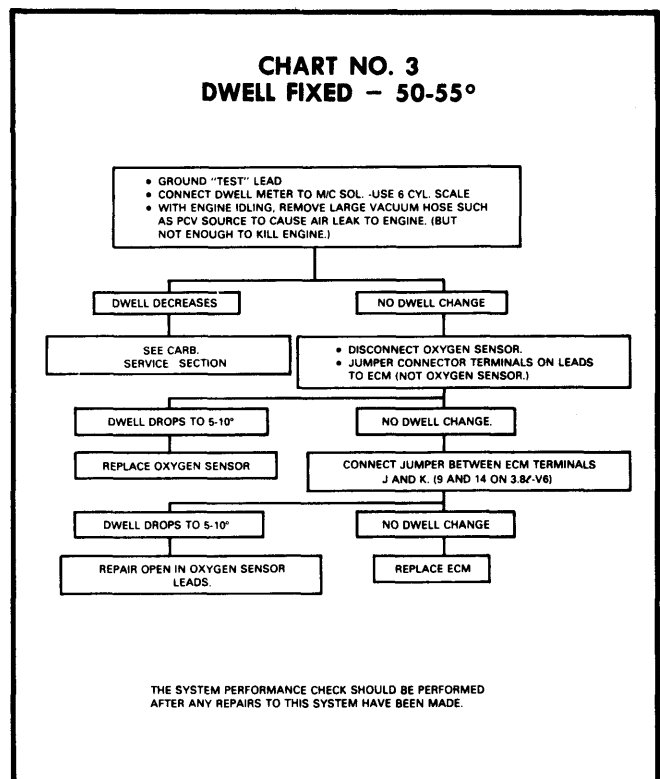 CHART NO. 3
DWELL FIXED – 50-55°
• GROUND "TEST" LEAD
• CONNECT DWELL METER TO M/C SOL. -USE 6 CYL. SCALE
• WITH ENGINE IDLING, REMOVE LARGE VACUUM HOSE SUCH
AS PCV SOURCE TO CAUSE AIR LEAK TO ENGINE. (BUT
NOT ENOUGH TO KILL ENGINE.)
DWELL DECREASES
NO DWELL CHANGE
SEE CARB.
SERVICE SECTION
• DISCONNECT OXYGEN SENSOR.
• JUMPER CONNECTOR TERMINALS ON LEADS
TO ECM (NOT OXYGEN SENSOR.)
DWELL DROPS TO 5-10°
NO DWELL CHANGE.
REPLACE OXYGEN SENSOR
CONNECT JUMPER BETWEEN ECM TERMINALS
J AND K. (9 AND 14 ON 3.8ℓ-V6)
DWELL DROPS TO 5-10°
NO DWELL CHANGE
REPAIR OPEN IN OXYGEN SENSOR
LEADS.
REPLACE ECM
THE SYSTEM PERFORMANCE CHECK SHOULD BE PERFORMED
AFTER ANY REPAIRS TO THIS SYSTEM HAVE BEEN MADE.